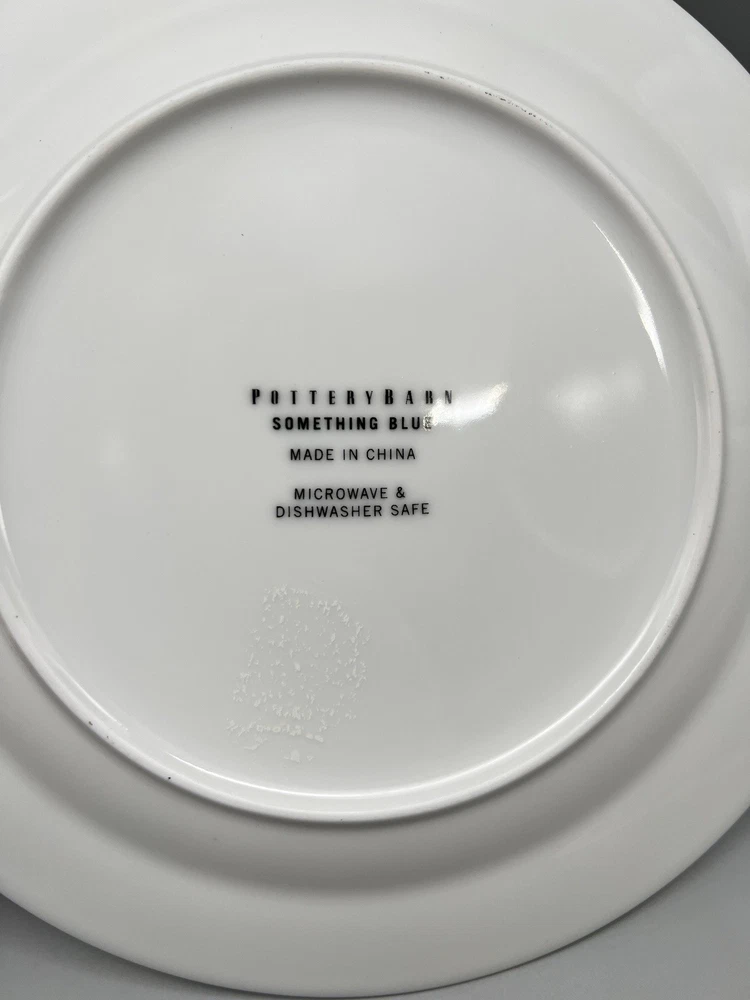 POTTERYBARN
SOMETHING BLUE
MADE IN CHINA
MICROWAVE &
DISHWASHER SAFE